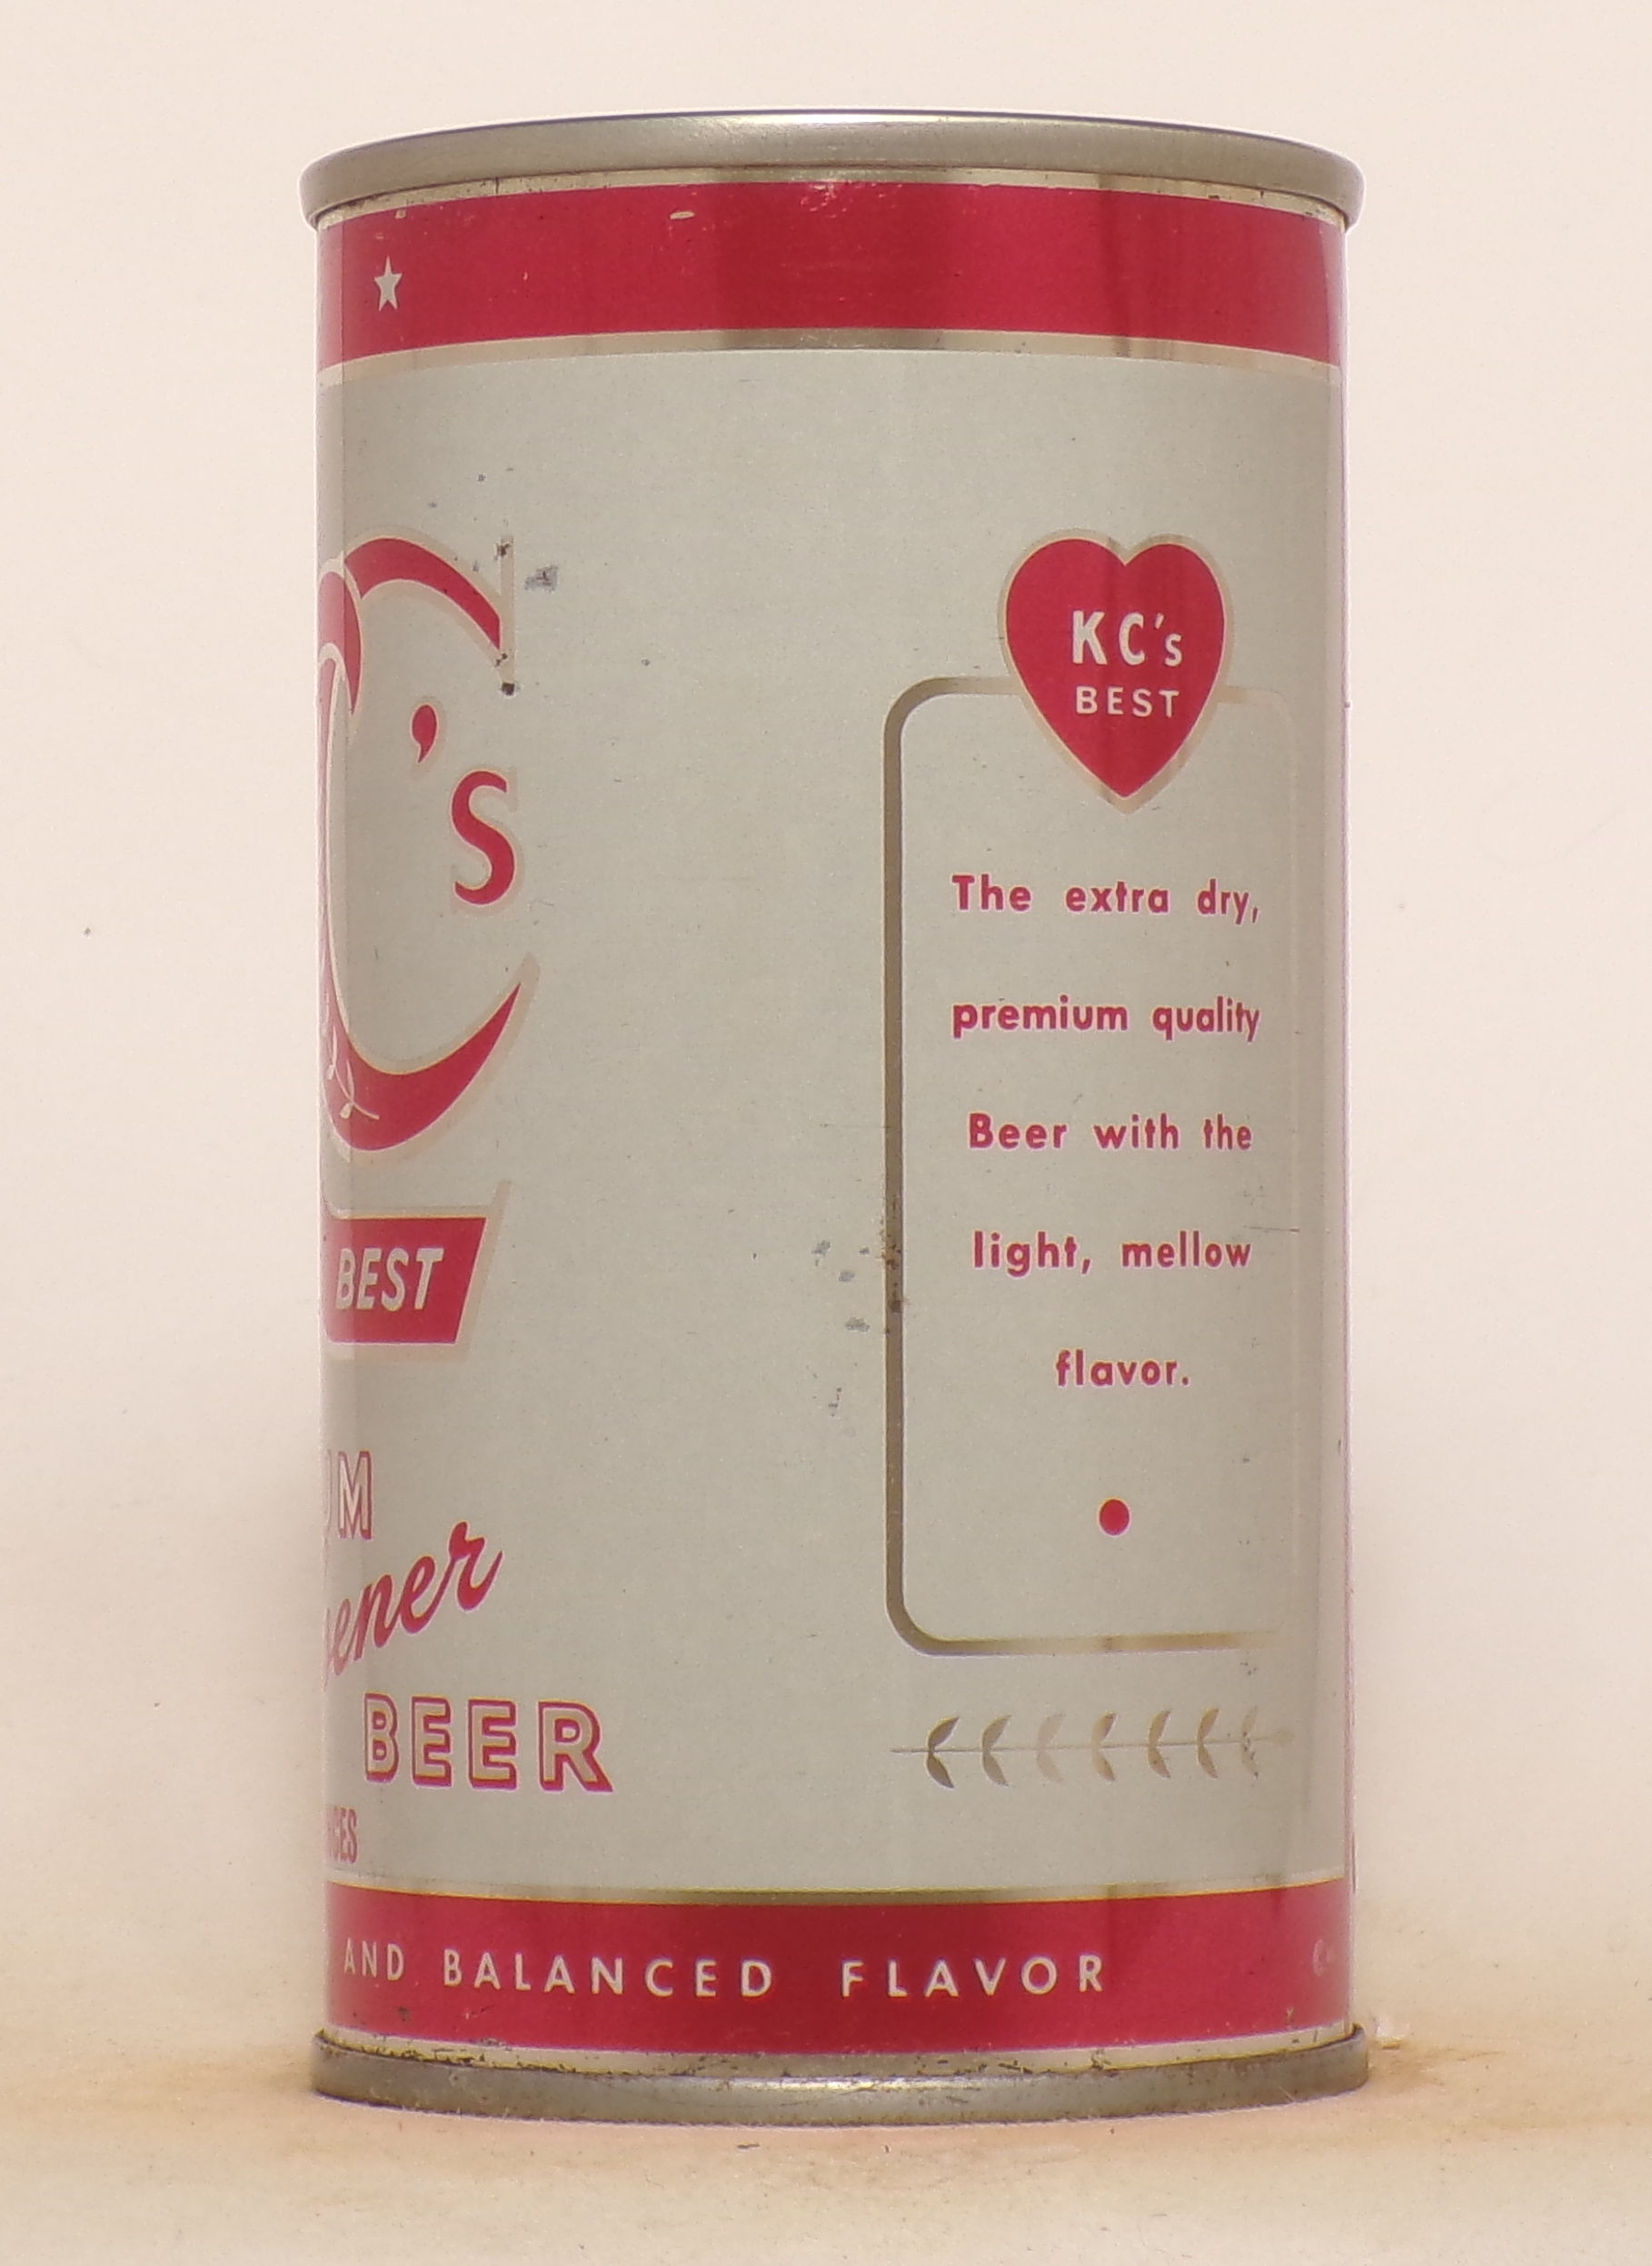 C's
BEST
BEER
AND BALANCED FLAVOR
KC's
BEST
The extra dry,
premium quality
Beer with the
light, mellow
flavor.